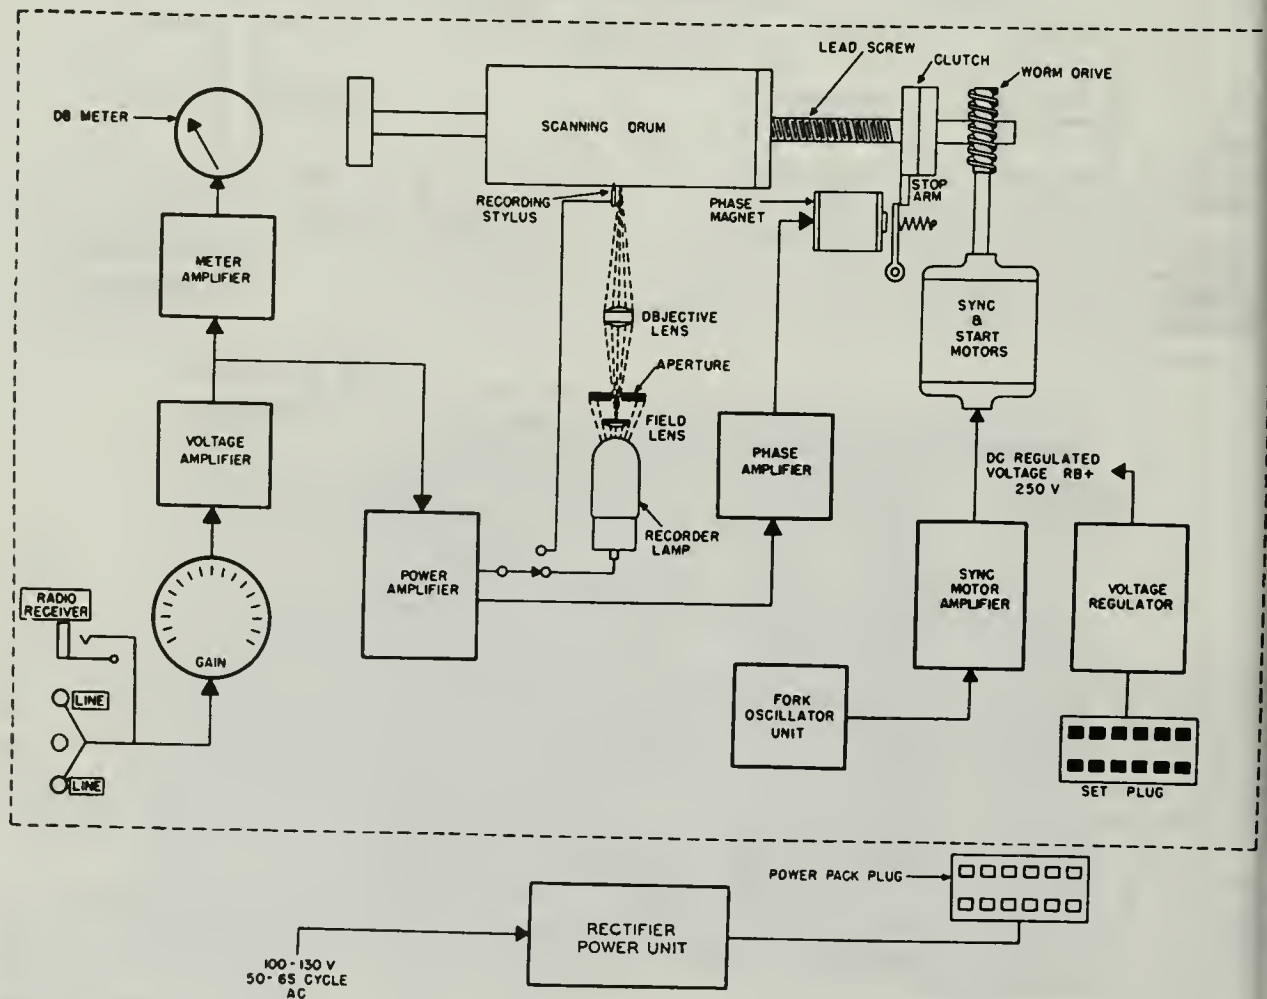 LEAD SCREW
CLUTCH
WORM DRIVE
DB METER
SCANNING DRUM
RECORDING
STYLUS
PHASE
MAGNET
STOP
ARM
METER
AMPLIFIER
OBJECTIVE
LENS
SYNC
&
START
MOTORS
APERTURE
FIELD
LENS
VOLTAGE
AMPLIFIER
PHASE
AMPLIFIER
DC REGULATED
VOLTAGE RB+
250 V
RECORDER
LAMP
POWER
AMPLIFIER
SYNC
MOTOR
AMPLIFIER
VOLTAGE
REGULATOR
RADIO
RECEIVER
GAIN
LINE
FORK
OSCILLATOR
UNIT
LINE
SET PLUG
POWER PACK PLUG
RECTIFIER
POWER UNIT
100-130 V
50-65 CYCLE
AC